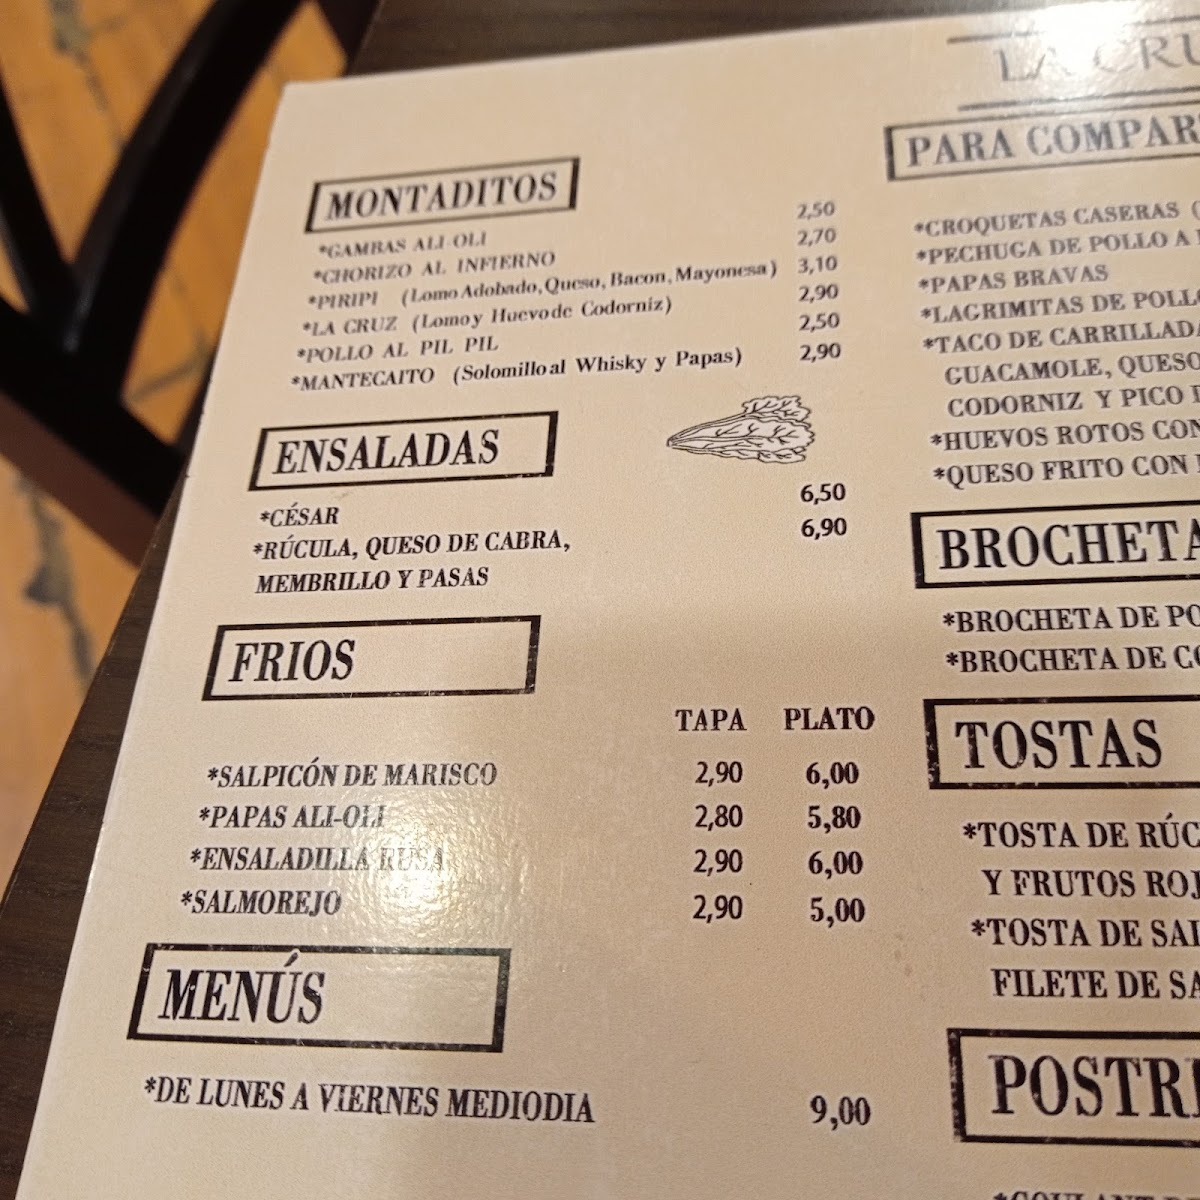 LA CRU
MONTADITOS
*GAMBAS ALI-OLI 2,50
*CHORIZO AL INFIERNO 2,70
*PIRIPI (Lomo Adobado, Queso, Bacon, Mayonesa) 3,10
*LA CRUZ (Lomo y Huevo de Codorniz) 2,90
*POLLO AL PIL PIL 2,50
*MANTECAITO (Solomillo al Whisky y Papas) 2,90
ENSALADAS
*CÉSAR 6,50
*RÚCULA, QUESO DE CABRA, 6,90
MEMBRILLO Y PASAS
FRIOS
TAPA PLATO
*SALPICÓN DE MARISCO 2,90 6,00
*PAPAS ALI-OLI 2,80 5,80
*ENSALADILLA RUSA 2,90 6,00
*SALMOREJO 2,90 5,00
MENÚS
*DE LUNES A VIERNES MEDIODIA 9,00
PARA COMPART
*CROQUETAS CASERAS (
*PECHUGA DE POLLO A
*PAPAS BRAVAS
*LAGRIMITAS DE POLLO
*TACO DE CARRILLADA
GUACAMOLE, QUESO
CODORNIZ Y PICO D
*HUEVOS ROTOS CON
*QUESO FRITO CON
BROCHETA
*BROCHETA DE PO
*BROCHETA DE CO
TOSTAS
*TOSTA DE RÚC
Y FRUTOS ROJ
*TOSTA DE SAL
FILETE DE SA
POSTR
*COULANT DE